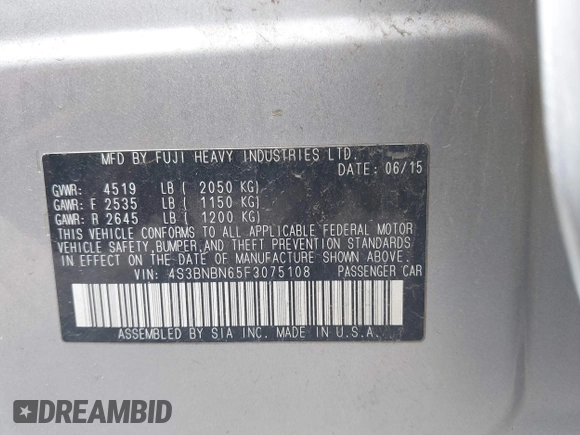 MFD BY FUJI HEAVY INDUSTRIES LTD.
DATE: 06/15
GVWR: 4519 LB ( 2050 KG)
GAWR: F 2535 LB ( 1150 KG)
GAWR: R 2645 LB ( 1200 KG)
THIS VEHICLE CONFORMS TO ALL APPLICABLE FEDERAL MOTOR
VEHICLE SAFETY,BUMPER,AND THEFT PREVENTION STANDARDS
IN EFFECT ON THE DATE OF MANUFACTURE SHOWN ABOVE.
VIN: 4S3BNBN65F3075108 PASSENGER CAR
ASSEMBLED BY SIA INC. MADE IN U.S.A.
DREAMBID